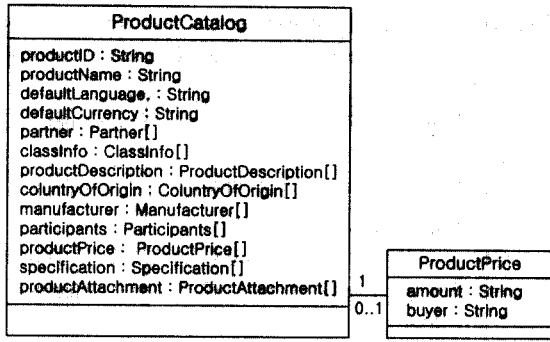 ProductCatalog
productID : String
productName : String
defaultLanguage, : String
defaultCurrency : String
partner : Partner[]
classInfo : ClassInfo[]
productDescription : ProductDescription[]
coluntryOfOrigin : ColuntryOfOrigin[]
manufacturer : Manufacturer[]
participants : Participants[]
productPrice : ProductPrice[]
specification : Specification[]
productAttachment : ProductAttachment[]
1
0..1
ProductPrice
amount : String
buyer : String